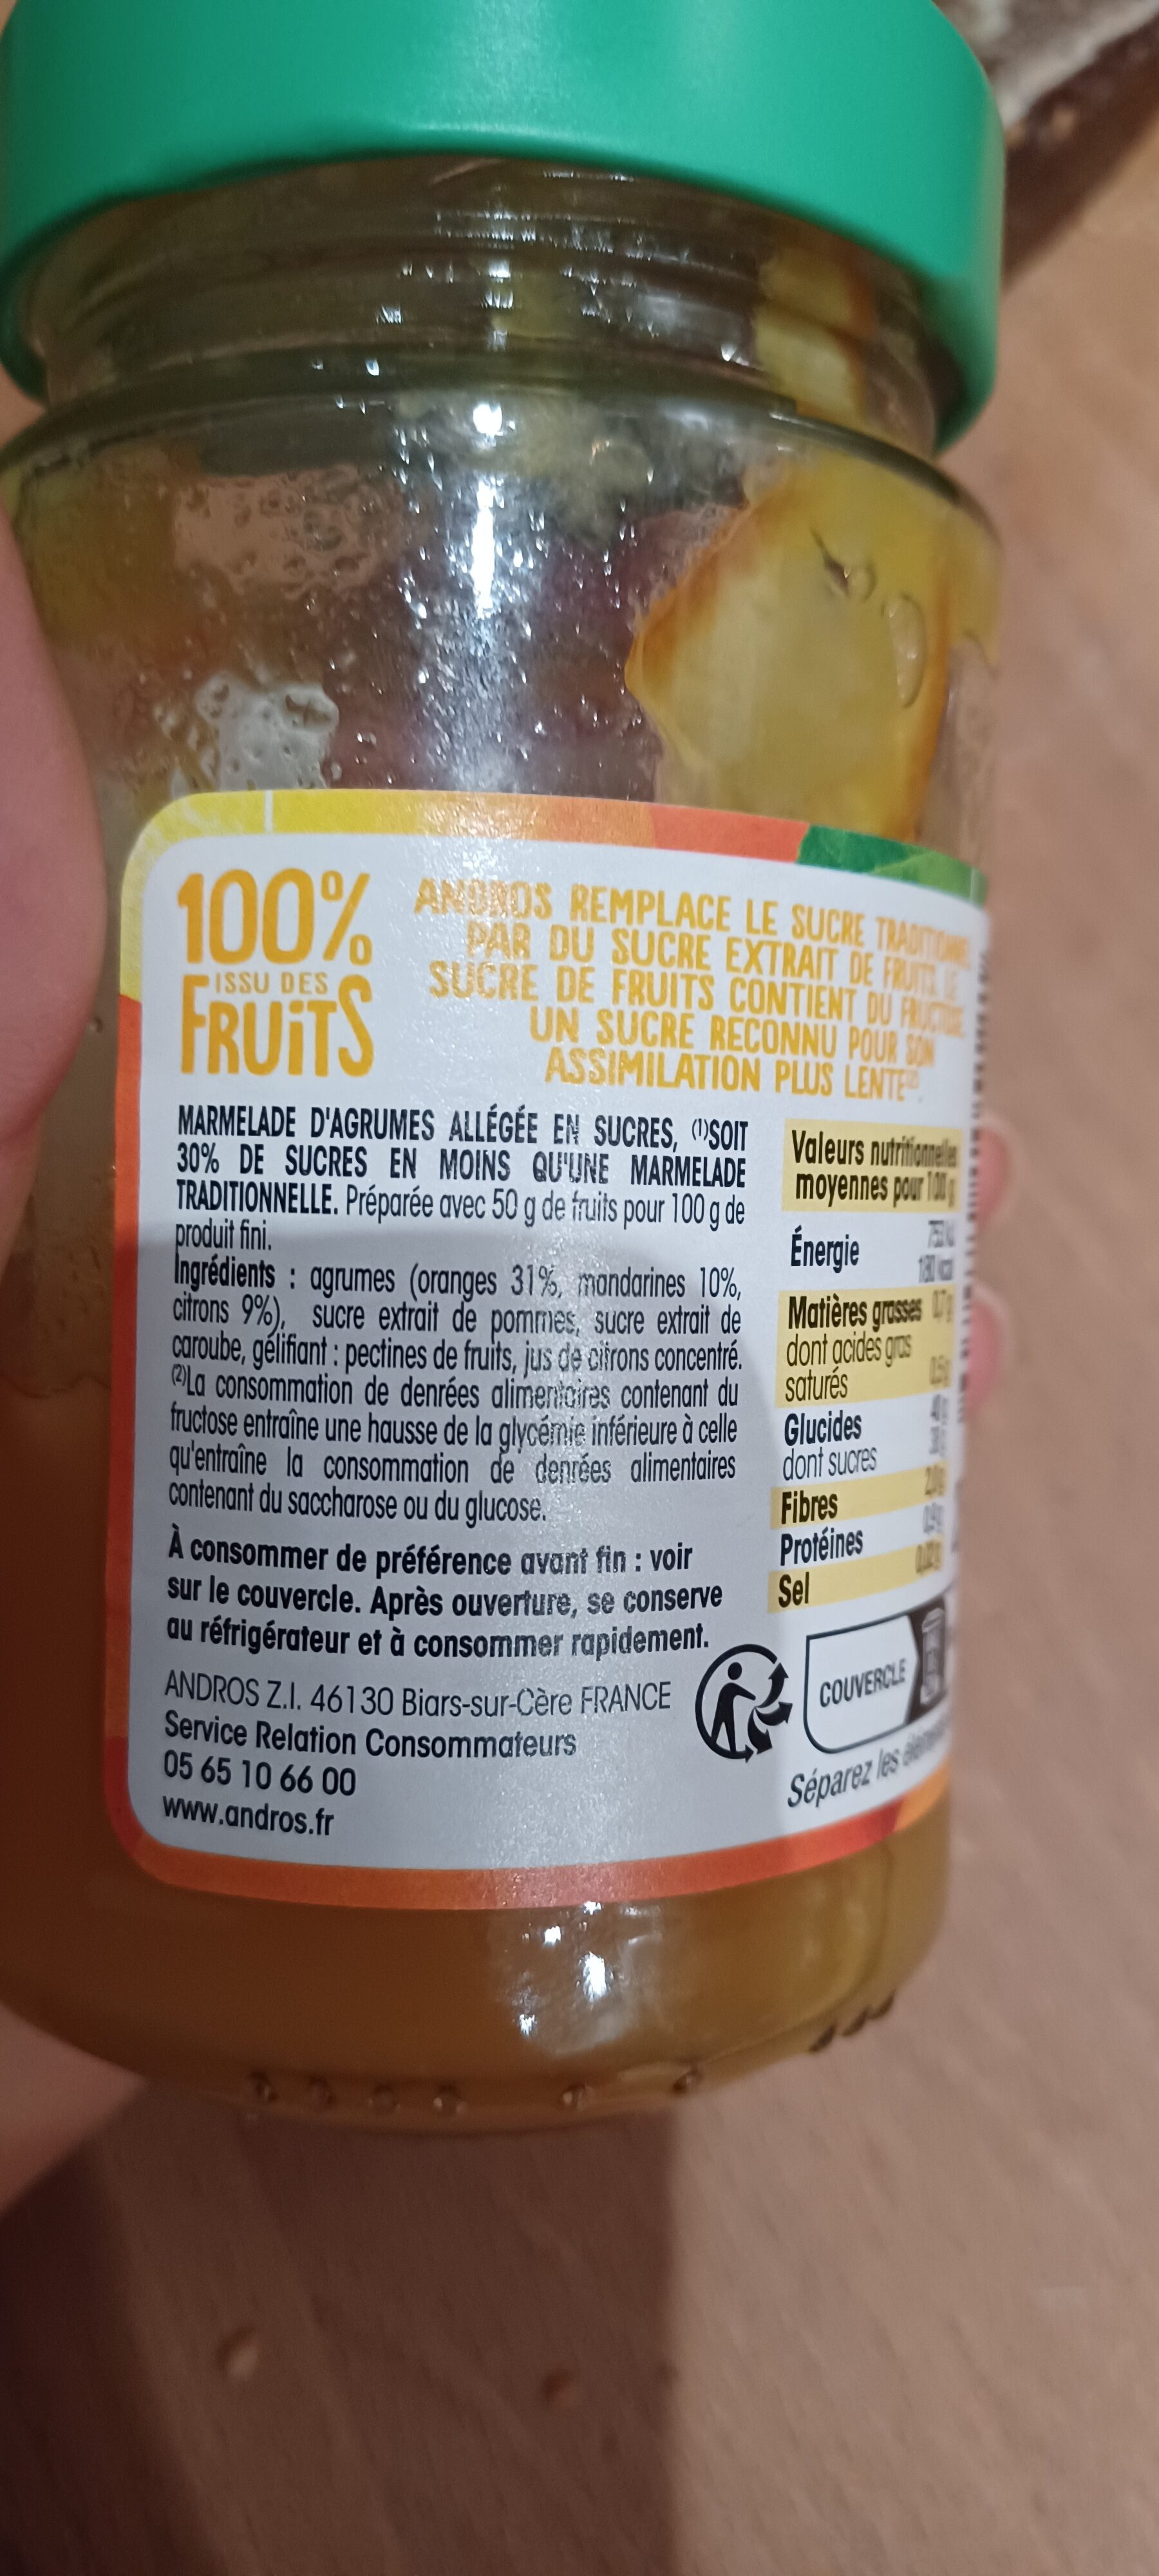 100%
ISSU DES
FRUiTS
ANDROS REMPLACE LE SUCRE TRADITIONNEL
PAR DU SUCRE EXTRAIT DE FRUITS. LE
SUCRE DE FRUITS CONTIENT DU FRUCTOSE,
UN SUCRE RECONNU POUR SON
ASSIMILATION PLUS LENTE
MARMELADE D'AGRUMES ALLÉGÉE EN SUCRES, (1)SOIT
30% DE SUCRES EN MOINS QU'UNE MARMELADE
TRADITIONNELLE. Préparée avec 50 g de fruits pour 100 g de
produit fini.
Ingrédients : agrumes (oranges 31%, mandarines 10%,
citrons 9%), sucre extrait de pommes, sucre extrait de
caroube, gélifiant : pectines de fruits, jus de citrons concentré.
(2)La consommation de denrées alimentaires contenant du
fructose entraîne une hausse de la glycémie inférieure à celle
qu'entraîne la consommation de denrées alimentaires
contenant du saccharose ou du glucose.
À consommer de préférence avant fin : voir
sur le couvercle. Après ouverture, se conserve
au réfrigérateur et à consommer rapidement.
ANDROS Z.I. 46130 Biars-sur-Cère FRANCE
Service Relation Consommateurs
05 65 10 66 00
www.andros.fr
Valeurs nutritionnelles
moyennes pour 100 g
Énergie
180 kcal
Matières grasses
dont acides gras
saturés
Glucides
dont sucres
Fibres
Protéines
Sel
COUVERCLE
Séparez les